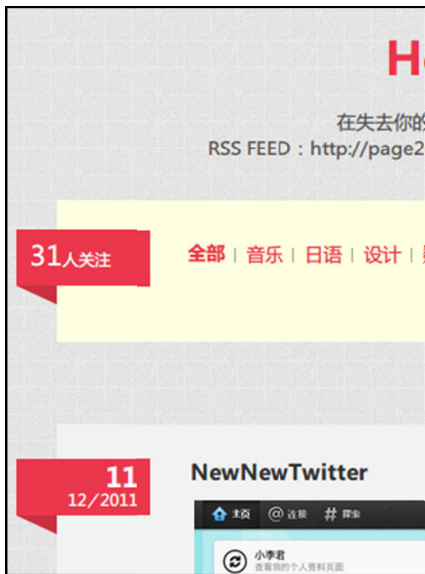 在失去你的
RSS FEED：http://page2
31人关注
全部 | 音乐 | 日语 | 设计 |
11
12/2011
NewNewTwitter
主页 @ 连接 # 探索
小李君
查看我的个人资料页面